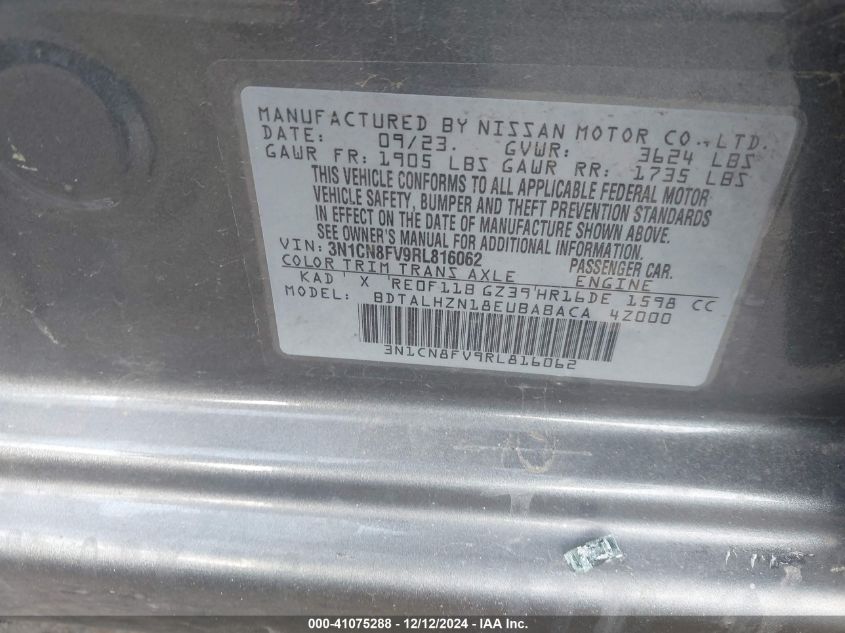 MANUFACTURED BY NISSAN MOTOR CO., LTD.
DATE: 09/23. GVWR: 3624 LBS
GAWR FR: 1905 LBS GAWR RR: 1735 LBS
THIS VEHICLE CONFORMS TO ALL APPLICABLE FEDERAL MOTOR
VEHICLE SAFETY, BUMPER AND THEFT PREVENTION STANDARDS
IN EFFECT ON THE DATE OF MANUFACTURE SHOWN ABOVE.
SEE OWNER'S MANUAL FOR ADDITIONAL INFORMATION.
VIN: 3N1CN8FV9RL816062 PASSENGER CAR.
COLOR TRIM TRANS AXLE ENGINE
KAD' X 'RE0F11B GZ39'HR16DE 1598 CC
MODEL: BDTALHZN18EUBABACA 4Z000
3N1CN8FV9RL816062
000-41075288 - 12/12/2024 - IAA Inc.